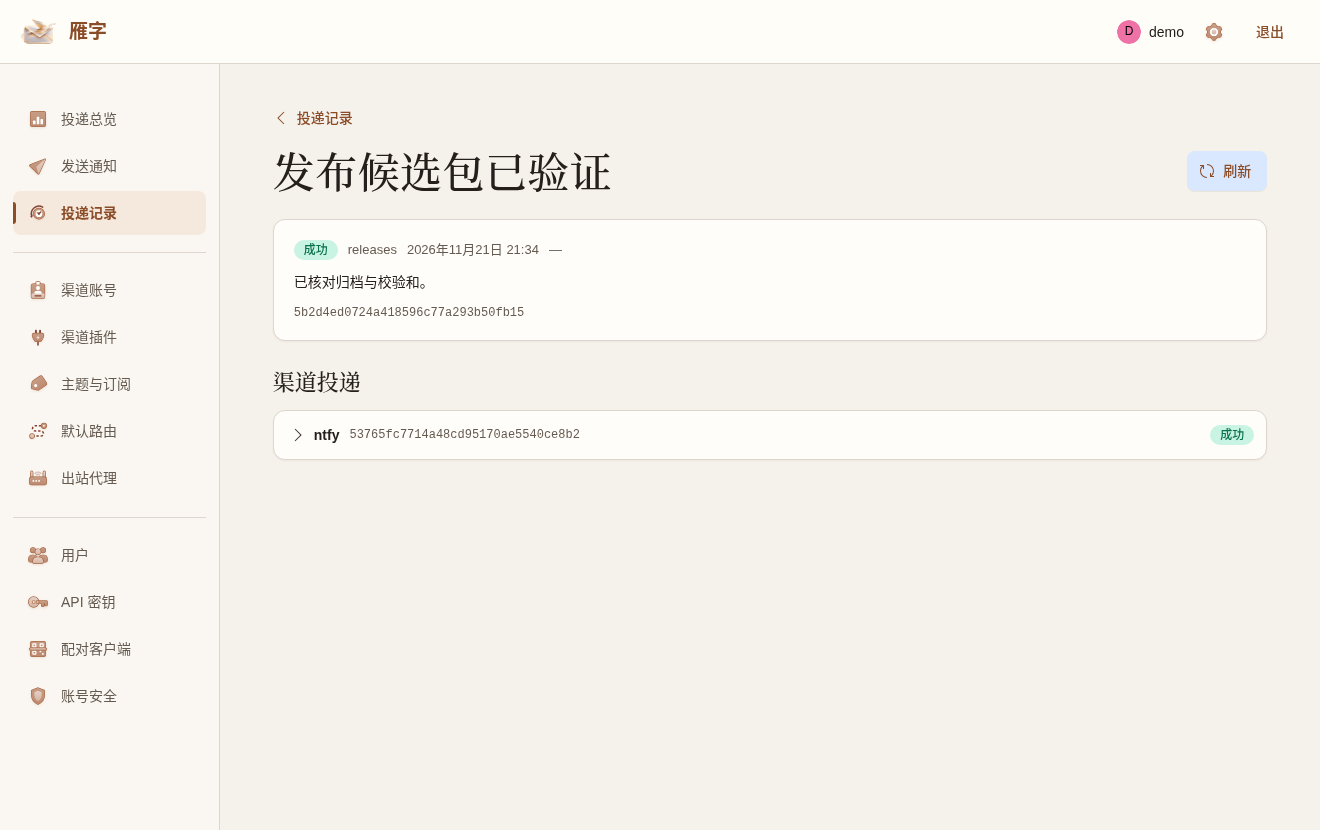 雁字
D demo 退出
投递总览
发送通知
投递记录
渠道账号
渠道插件
主题与订阅
默认路由
出站代理
用户
API 密钥
配对客户端
账号安全
投递记录
发布候选包已验证
刷新
成功 releases 2026年11月21日 21:34 —
已核对归档与校验和。
5b2d4ed0724a418596c77a293b50fb15
渠道投递
ntfy 53765fc7714a48cd95170ae5540ce8b2 成功